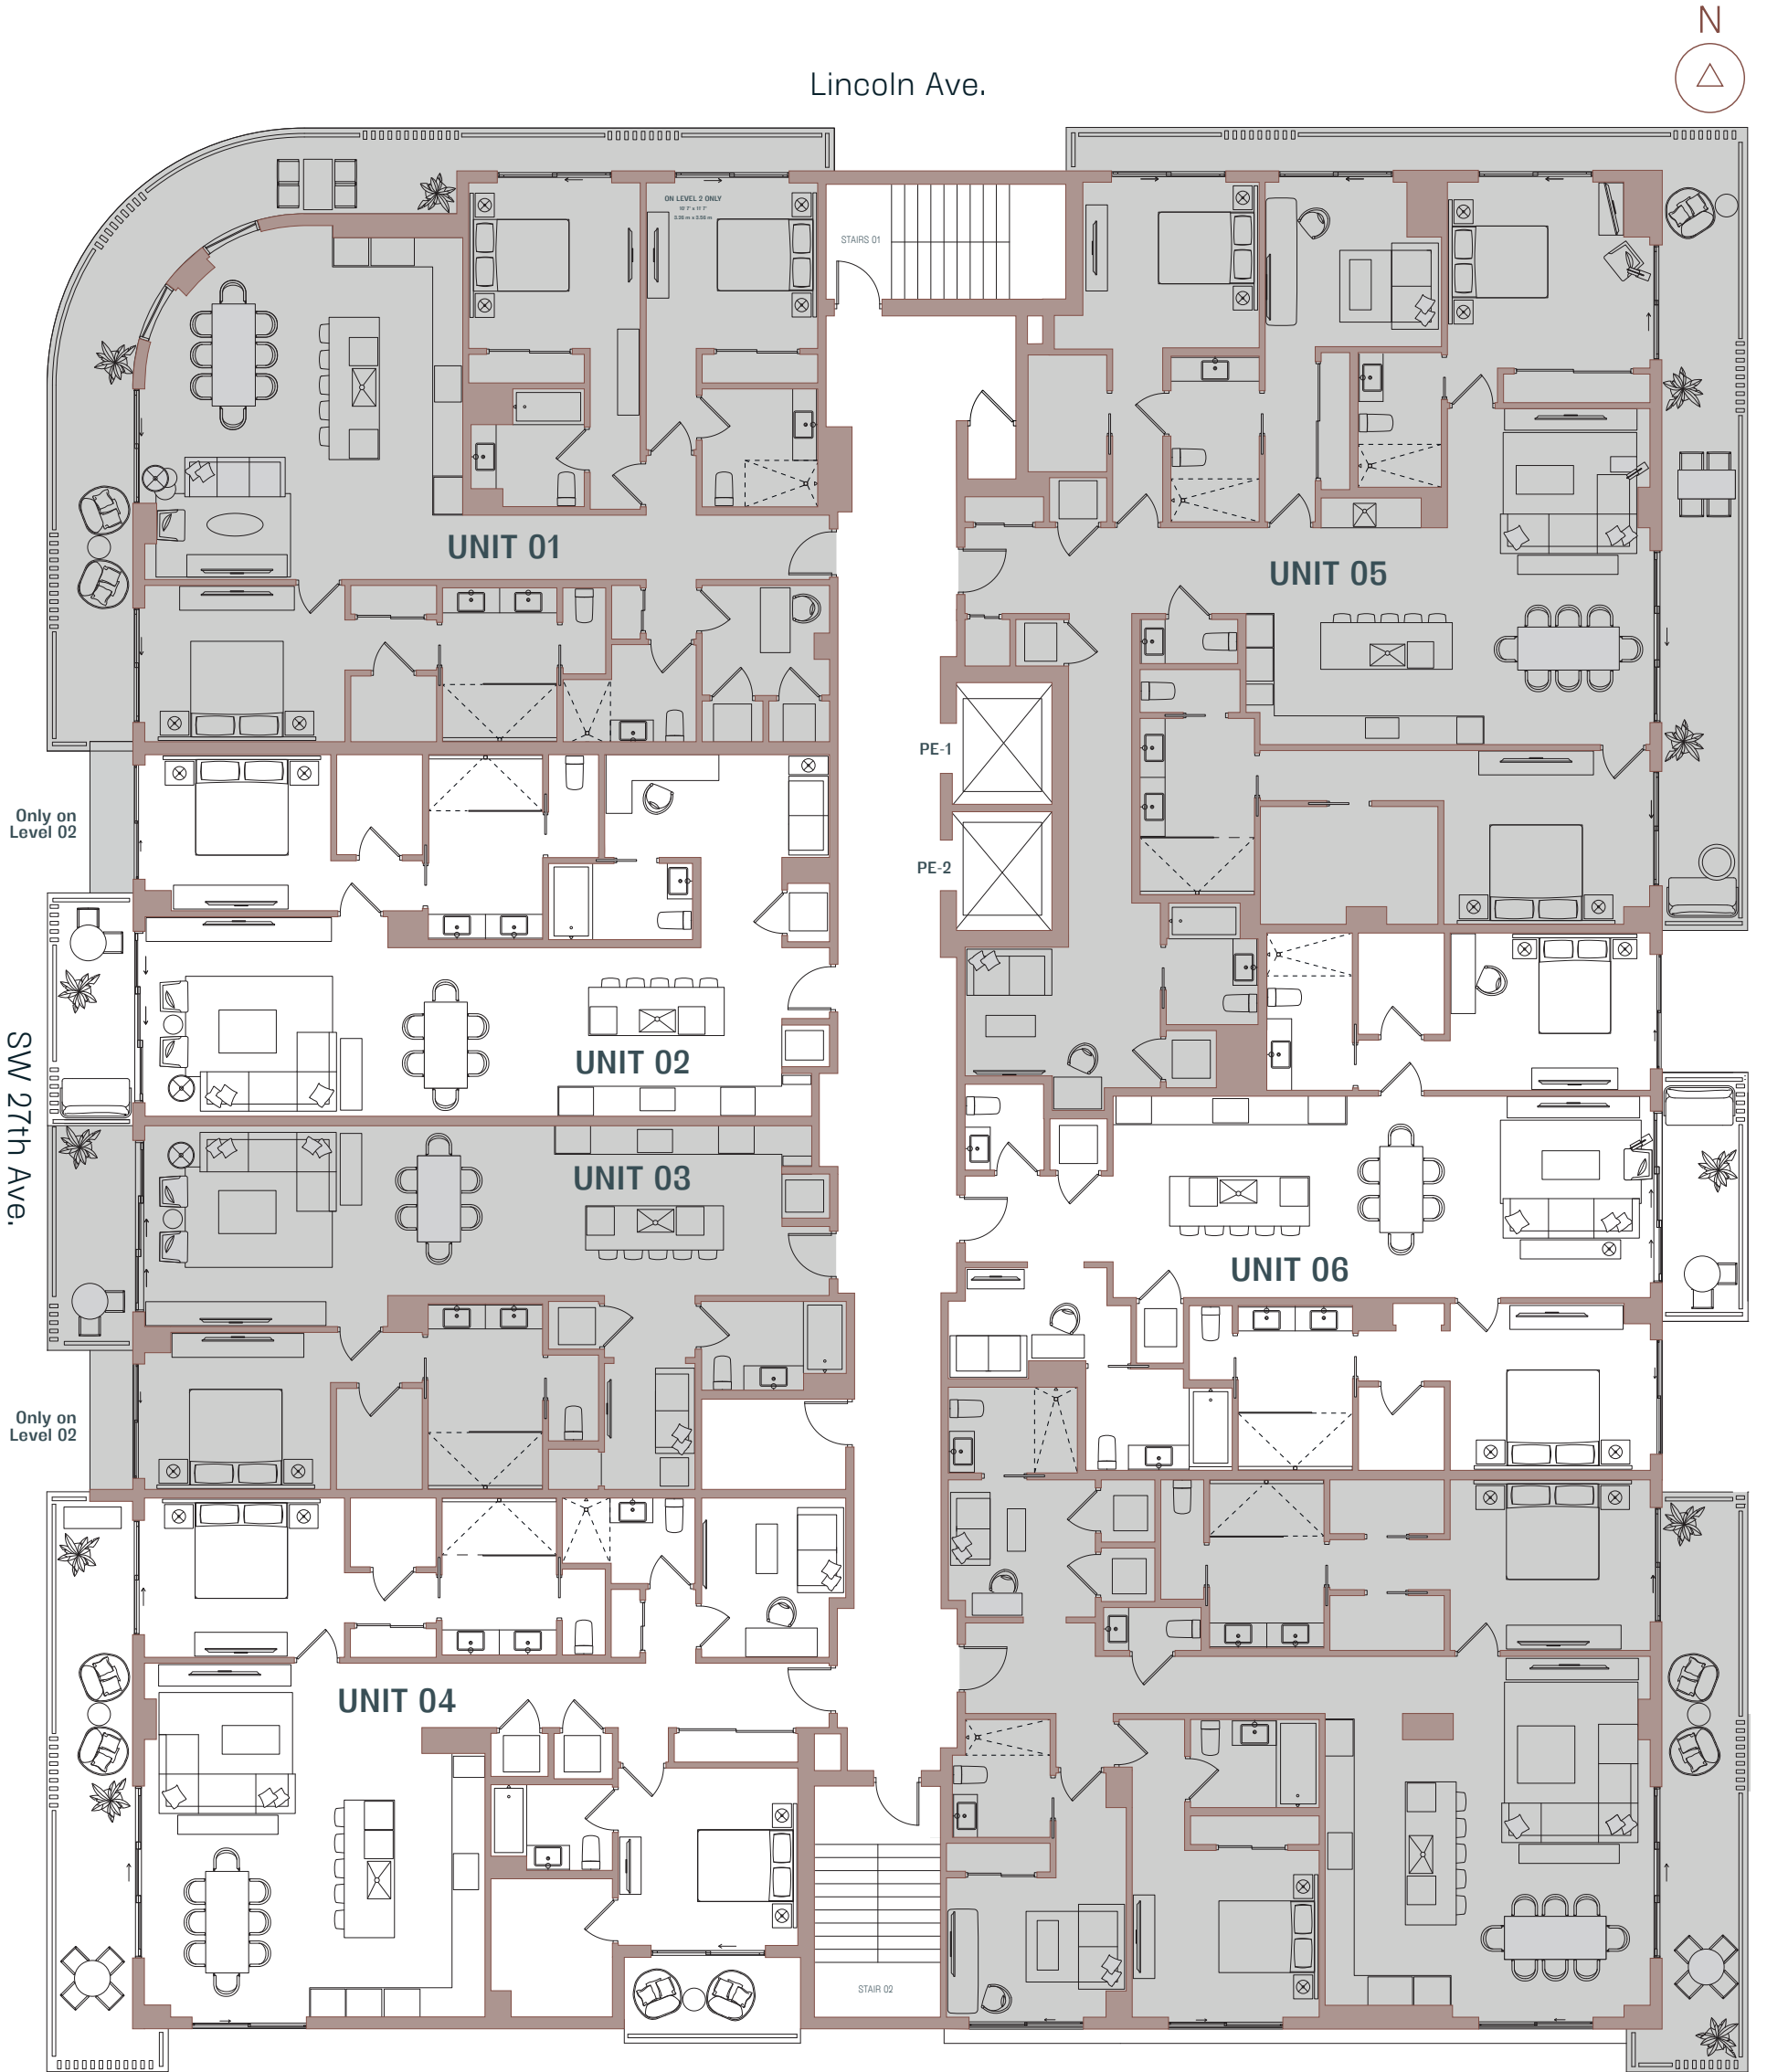 N
Lincoln Ave.
ON LEVEL 2 ONLY
STAIRS 01
UNIT 01
UNIT 05
PE-1
Only on
Level 02
PE-2
SW 27th Ave.
UNIT 02
UNIT 03
UNIT 06
Only on
Level 02
UNIT 04
STAIR 02